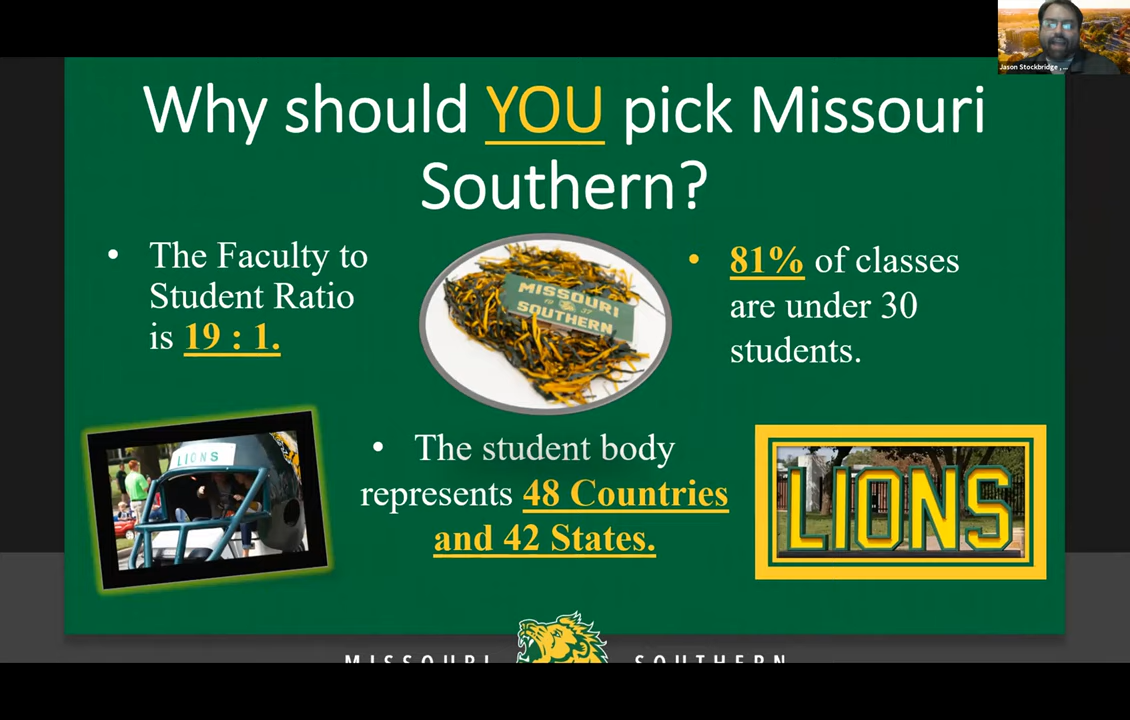 Jason Stockbridge , ...
Why should YOU pick Missouri
Southern?
• The Faculty to
Student Ratio
is 19 : 1.
MISSOURI
19 37
SOUTHERN
• 81% of classes
are under 30
students.
LIONS
• The student body
represents 48 Countries
and 42 States.
LIONS
MISSOURI SOUTHERN